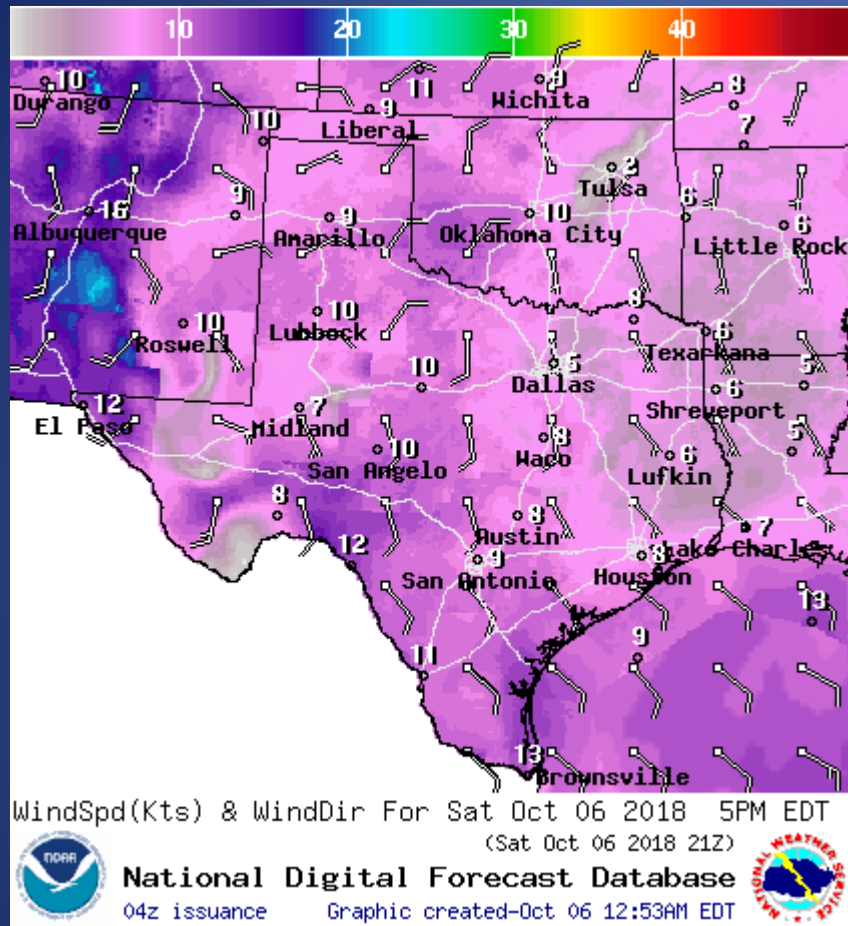 10 20 30 40
10 11 9 8
Durango Wichita
9
Liberal
10 7
2
Tulsa
16 9 9 10 6 6
Albuquerque Amarillo Oklahoma City Little Rock
10 10 8
Roswell Lubbock 6
Texarkana
10 5 5
Dallas 6
12 7 Shreveport
El Paso Midland
10 8 6 5
San Angelo Waco Lufkin
8 8 7
Austin Lake Charles
12 9 8
San Antonio Houston
13
9
11
13
Brownsville
WindSpd(Kts) & WindDir For Sat Oct 06 2018 5PM EDT
(Sat Oct 06 2018 21Z)
NOAA
National Digital Forecast Database
04z issuance Graphic created-Oct 06 12:53AM EDT
NATIONAL WEATHER SERVICE